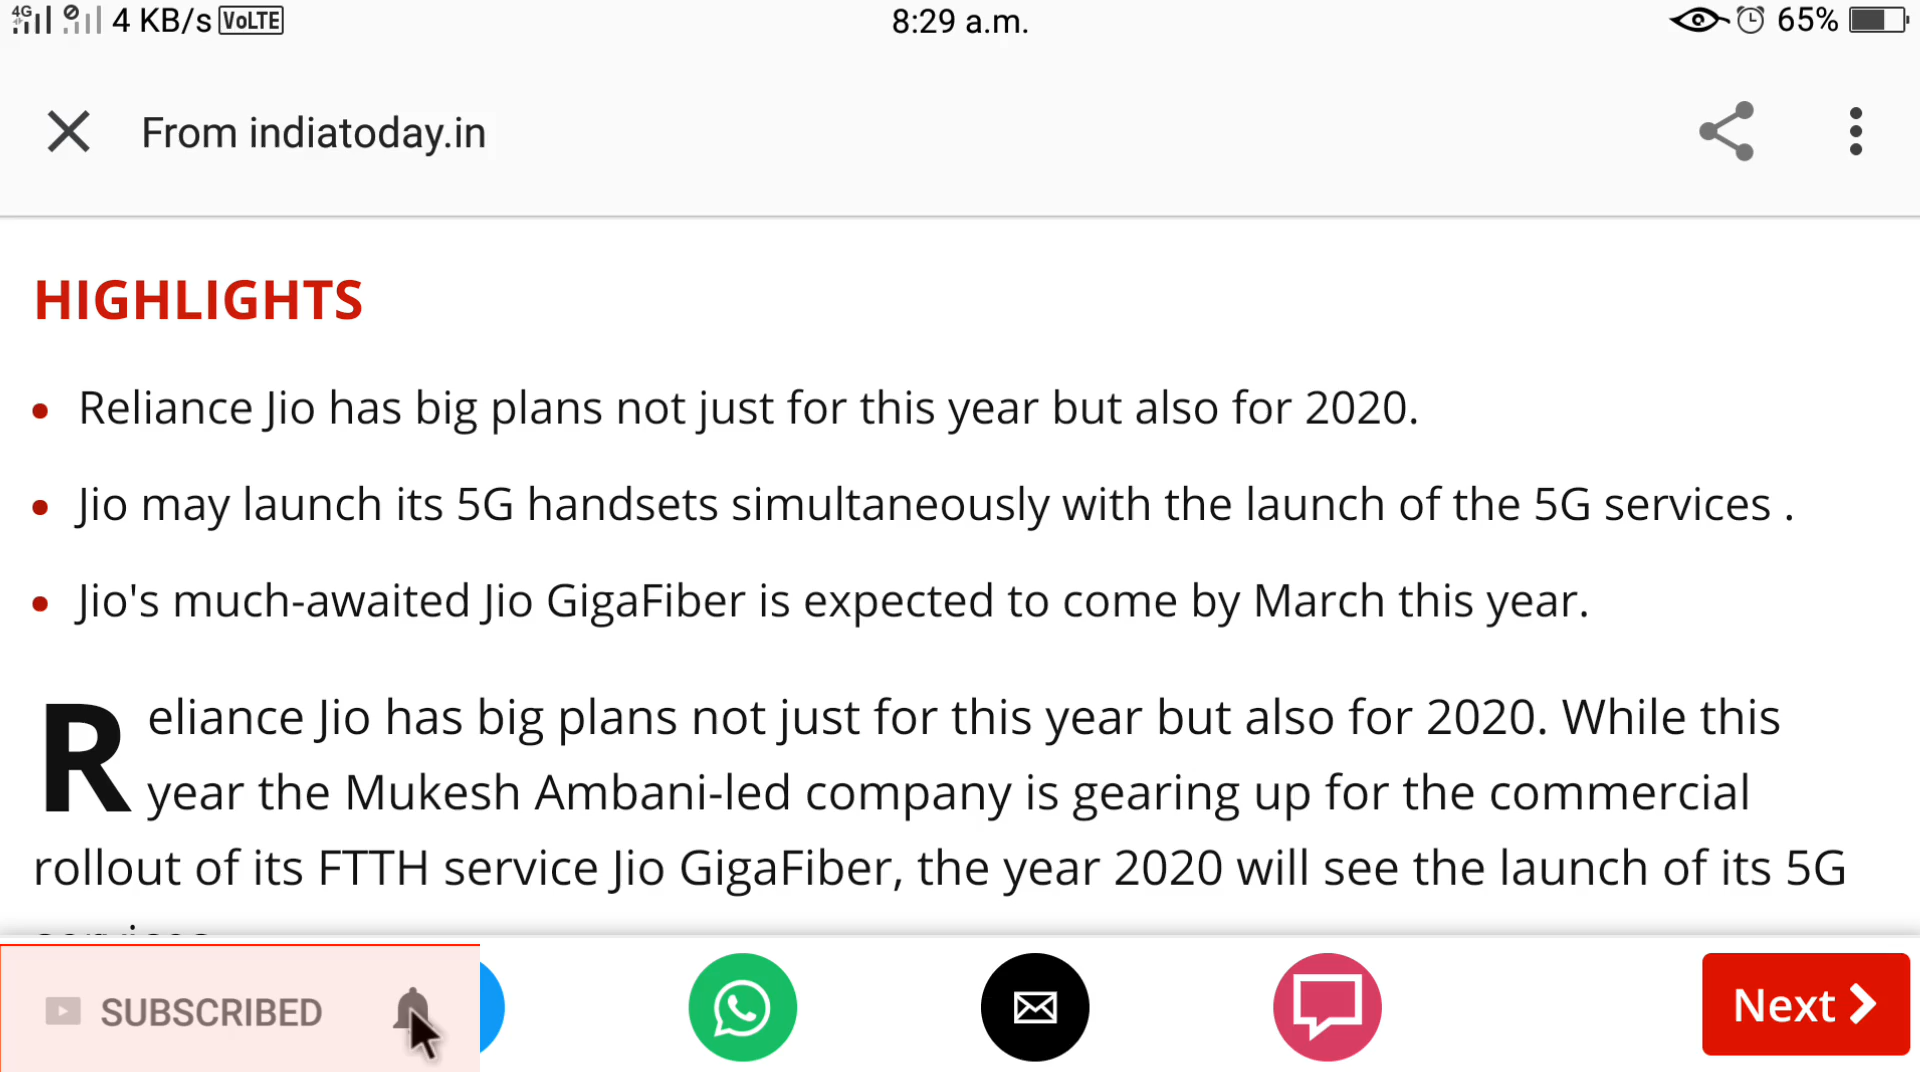 4G 4 KB/s VoLTE 8:29 a.m. 65%
From indiatoday.in
HIGHLIGHTS
Reliance Jio has big plans not just for this year but also for 2020.
Jio may launch its 5G handsets simultaneously with the launch of the 5G services .
Jio's much-awaited Jio GigaFiber is expected to come by March this year.
Reliance Jio has big plans not just for this year but also for 2020. While this
year the Mukesh Ambani-led company is gearing up for the commercial
rollout of its FTTH service Jio GigaFiber, the year 2020 will see the launch of its 5G
SUBSCRIBED
Next